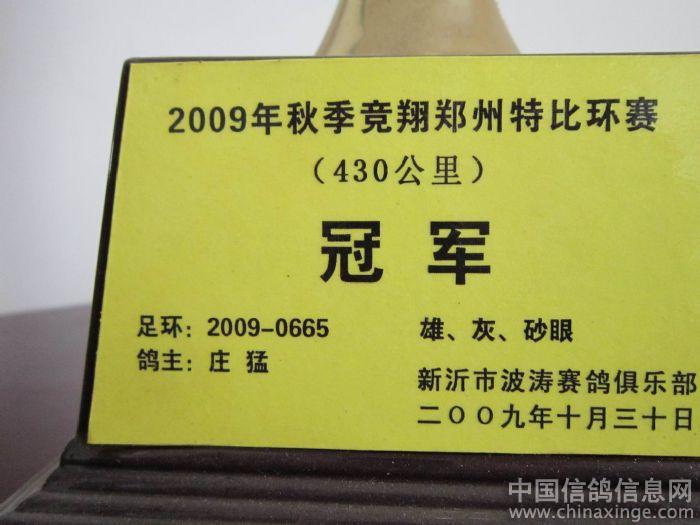 2009年秋季竞翔郑州特比环赛
（430公里）
冠军
足环：2009-0665
雄、灰、砂眼
鸽主：庄 猛
新沂市波涛赛鸽俱乐部
二〇〇九年十月三十日
中国信鸽信息网
www.chinaxinge.com